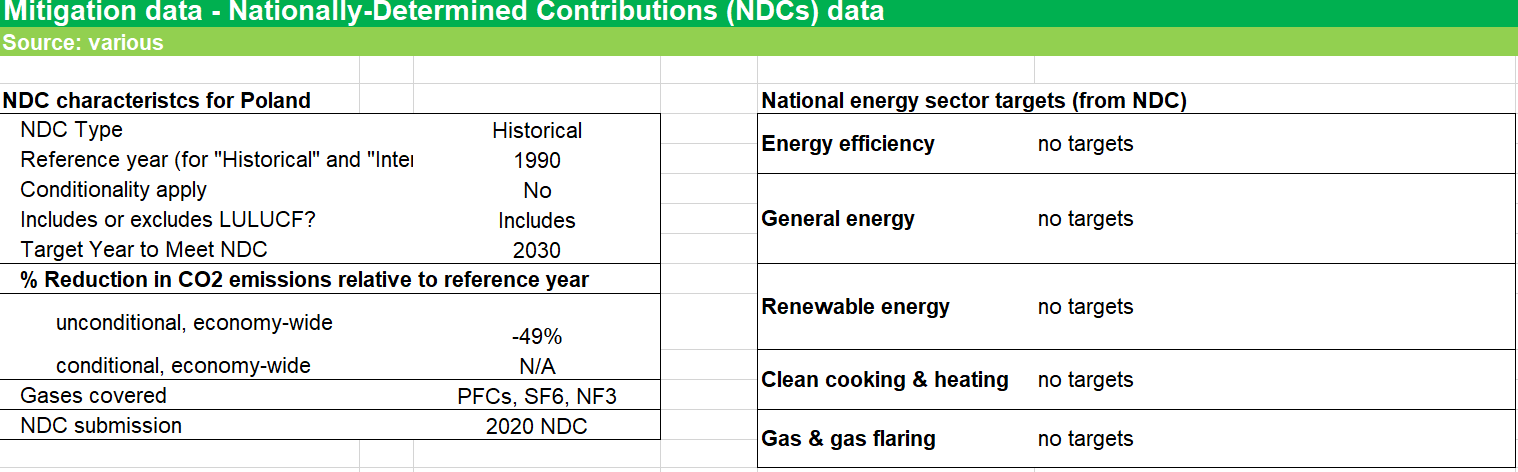 Mitigation data - Nationally-Determined Contributions (NDCs) data
Source: various
NDC characteristcs for Poland
NDC Type Historical
Reference year (for "Historical" and "Inter 1990
Conditionality apply No
Includes or excludes LULUCF? Includes
Target Year to Meet NDC 2030
% Reduction in CO2 emissions relative to reference year
unconditional, economy-wide -49%
conditional, economy-wide N/A
Gases covered PFCs, SF6, NF3
NDC submission 2020 NDC
National energy sector targets (from NDC)
Energy efficiency no targets
General energy no targets
Renewable energy no targets
Clean cooking & heating no targets
Gas & gas flaring no targets